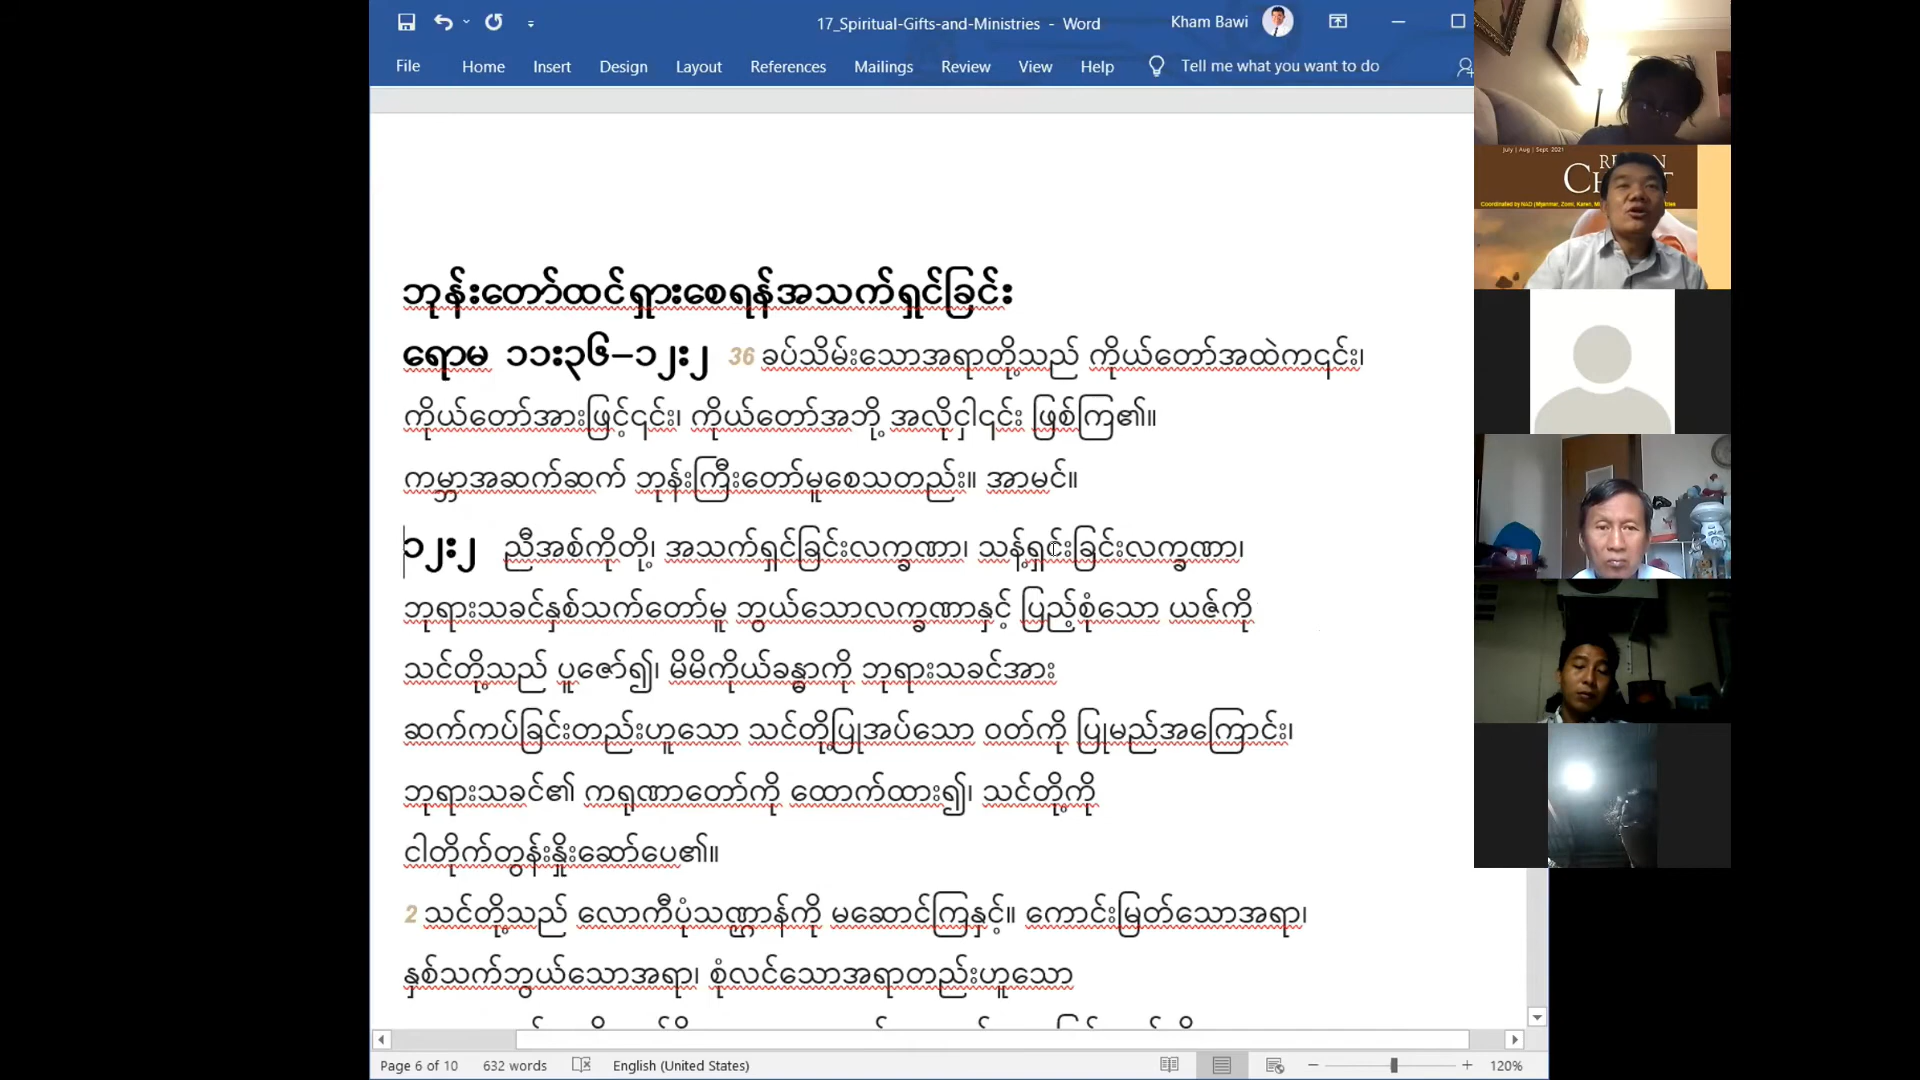 17_Spiritual-Gifts-and-Ministries - Word
Kham Bawi
File Home Insert Design Layout References Mailings Review View Help Tell me what you want to do
ဘုန်းတော်ထင်ရှားစေရန်အသက်ရှင်ခြင်း
ရောမ ၁၁း၃၆–၁၂း၂ 36 ခပ်သိမ်းသောအရာတို့သည် ကိုယ်တော်အထဲက၎င်း၊
ကိုယ်တော်အားဖြင့်၎င်း၊ ကိုယ်တော်အဘို့ အလိုငှါ၎င်း ဖြစ်ကြ၏။
ကမ္ဘာအဆက်ဆက် ဘုန်းကြီးတော်မူစေသတည်း။ အာမင်။
၁၂း၂ ညီအစ်ကိုတို့၊ အသက်ရှင်ခြင်းလက္ခဏာ၊ သန့်ရှင်းခြင်းလက္ခဏာ၊
ဘုရားသခင်နှစ်သက်တော်မူ ဘွယ်သောလက္ခဏာနှင့် ပြည့်စုံသော ယဇ်ကို
သင်တို့သည် ပူဇော်၍၊ မိမိကိုယ်ခန္ဓာကို ဘုရားသခင်အား
ဆက်ကပ်ခြင်းတည်းဟူသော သင်တို့ပြုအပ်သော ဝတ်ကို ပြုမည်အကြောင်း၊
ဘုရားသခင်၏ ကရုဏာတော်ကို ထောက်ထား၍၊ သင်တို့ကို
ငါတိုက်တွန်းနှိုးဆော်ပေ၏။
2 သင်တို့သည် လောကီပုံသဏ္ဌာန်ကို မဆောင်ကြနှင့်။ ကောင်းမြတ်သောအရာ၊
နှစ်သက်ဘွယ်သောအရာ၊ စုံလင်သောအရာတည်းဟူသော
Page 6 of 10 632 words English (United States) 120%
July | Aug | Sept 2021